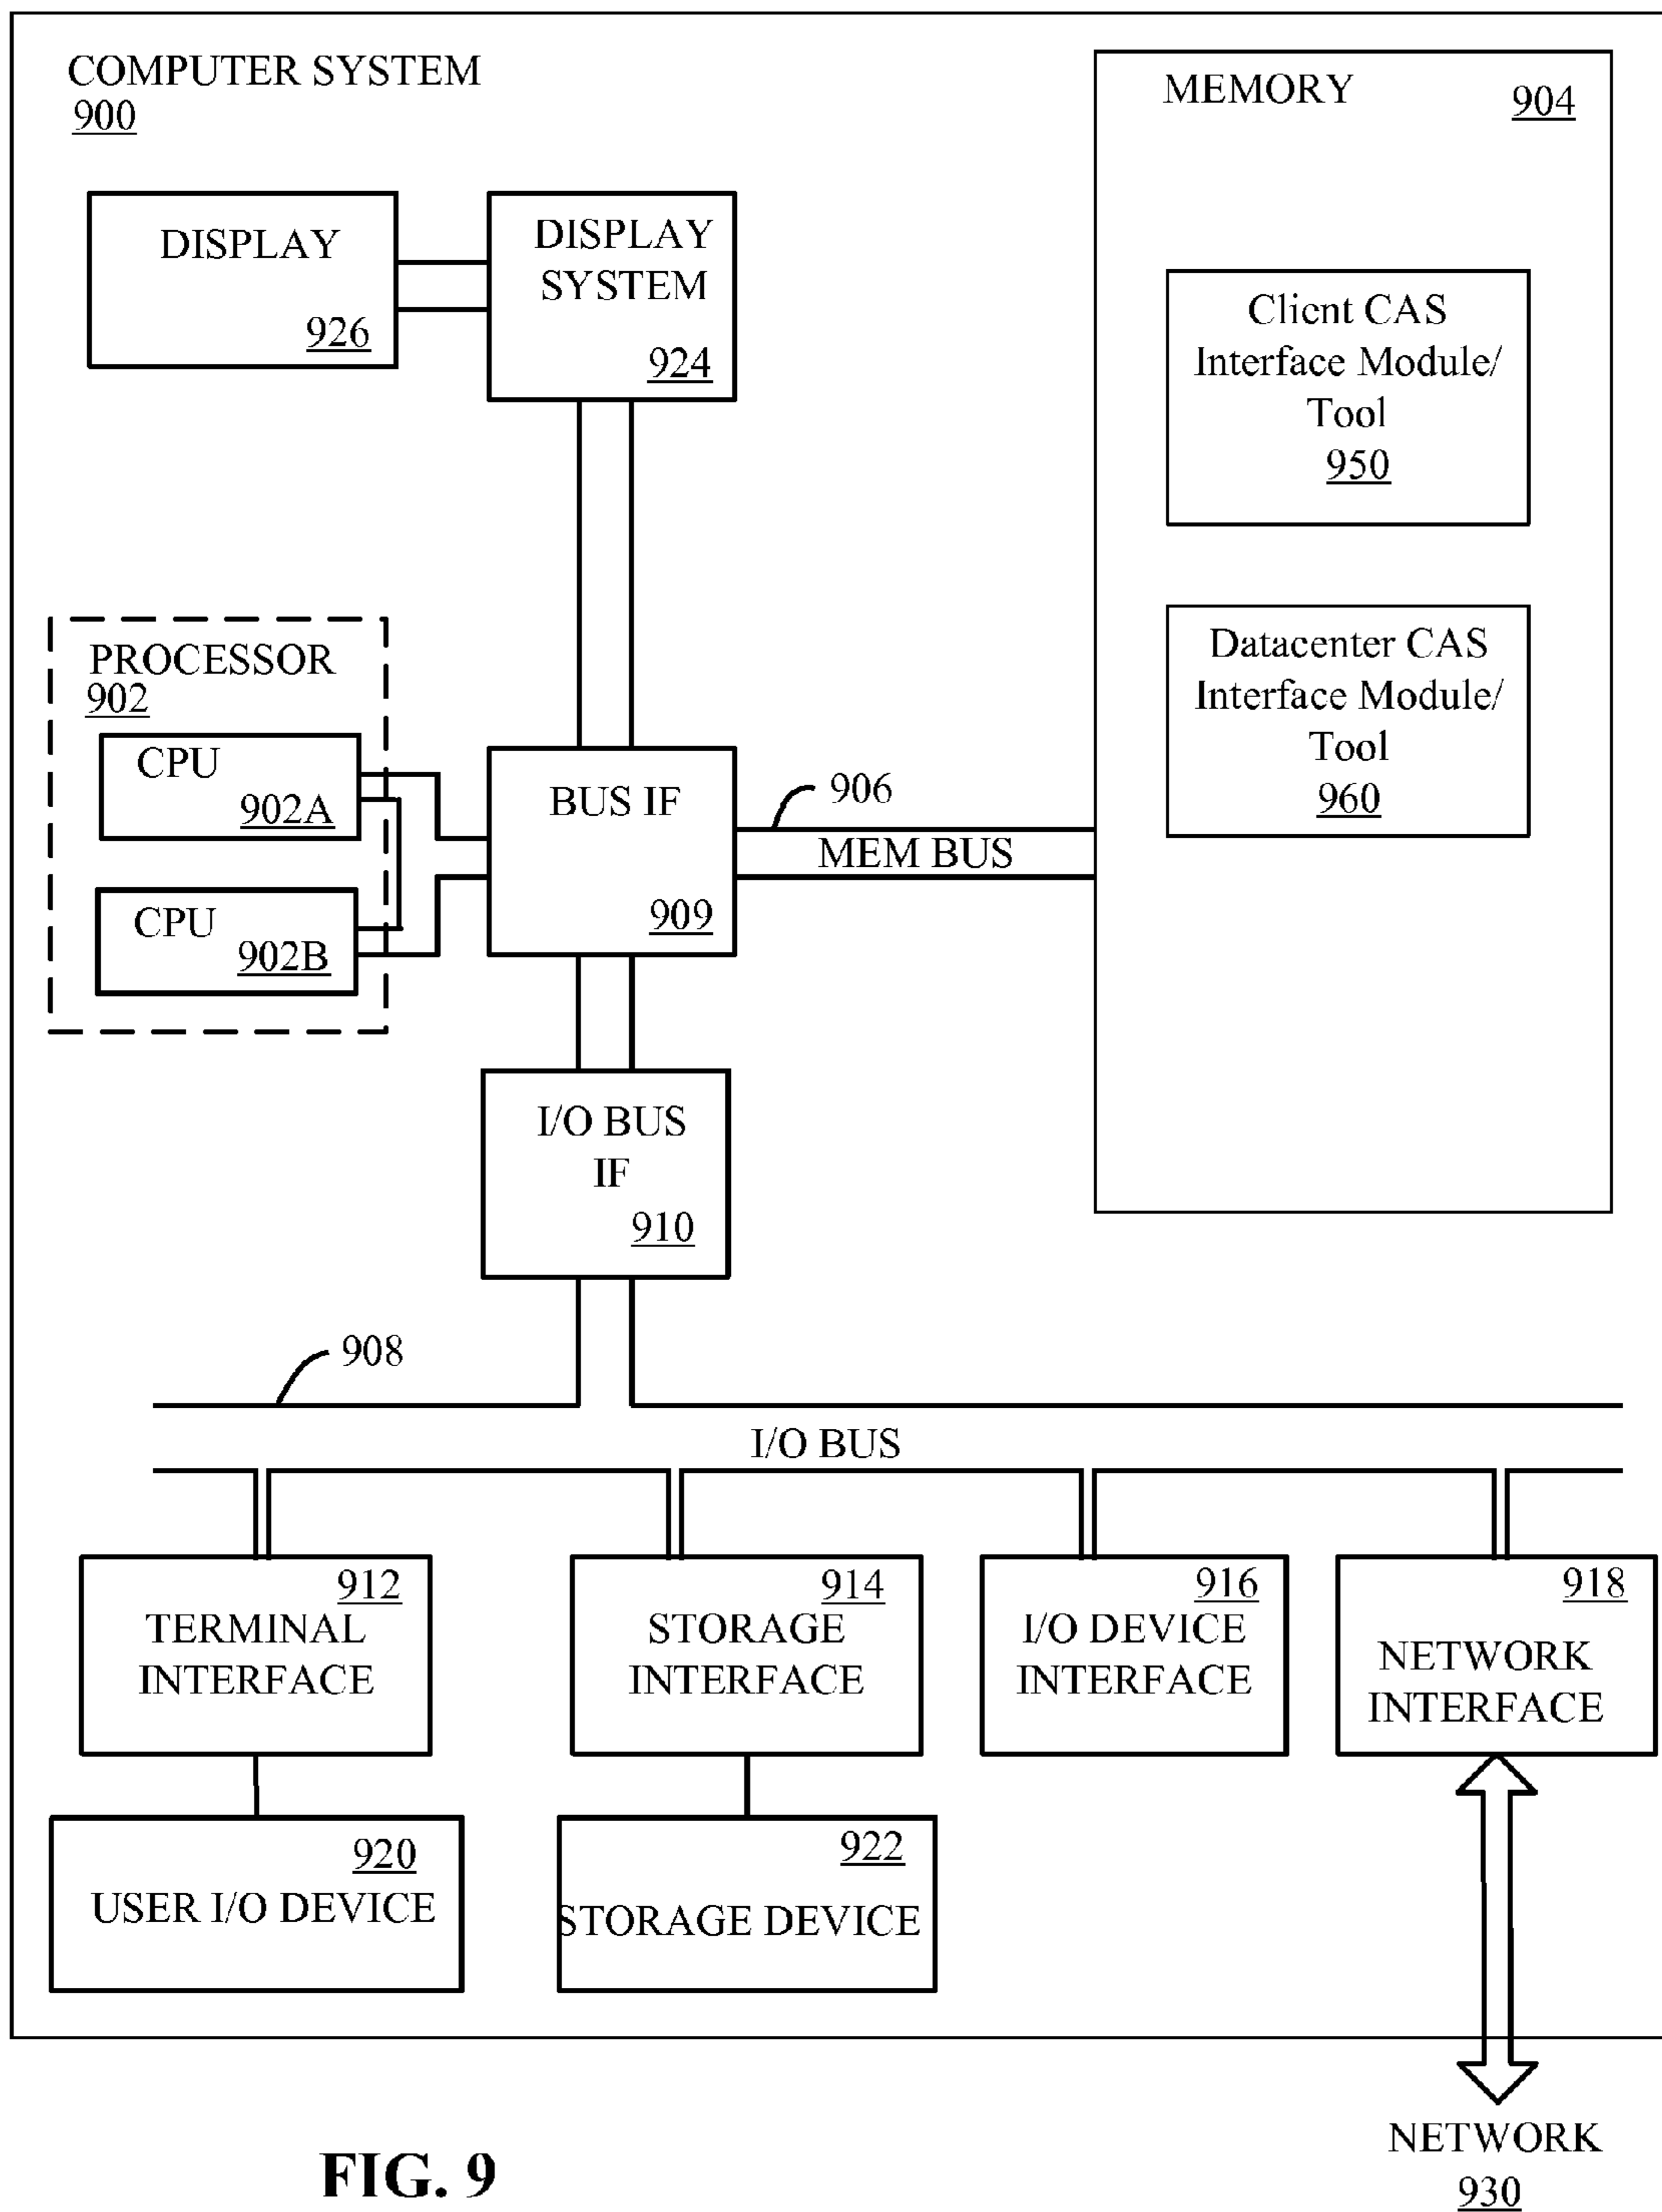 COMPUTER SYSTEM
900
MEMORY
904
DISPLAY
926
DISPLAY
SYSTEM
924
Client CAS
Interface Module/
Tool
950
Datacenter CAS
Interface Module/
Tool
960
PROCESSOR
902
CPU
902A
CPU
902B
BUS IF
909
906
MEM BUS
I/O BUS
IF
910
908
I/O BUS
912
TERMINAL
INTERFACE
914
STORAGE
INTERFACE
916
I/O DEVICE
INTERFACE
918
NETWORK
INTERFACE
920
USER I/O DEVICE
922
STORAGE DEVICE
NETWORK
930
FIG. 9